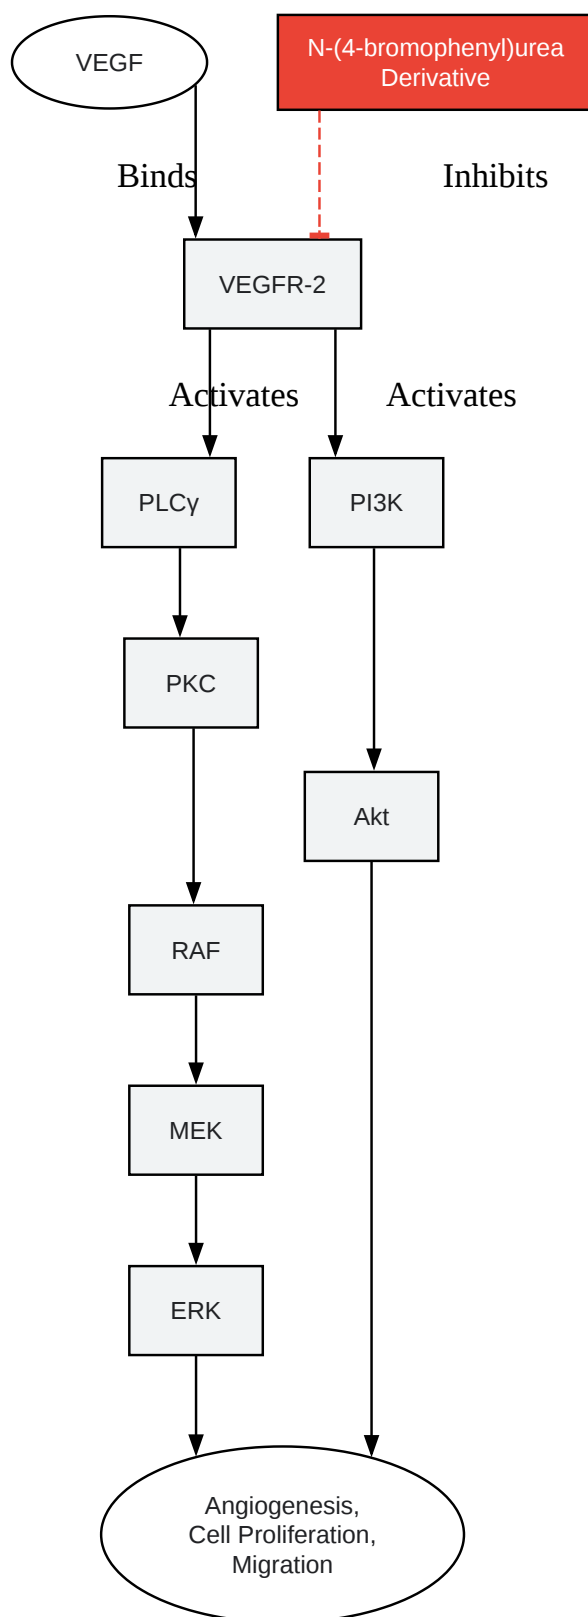 VEGF
N-(4-bromophenyl)urea
Derivative
Binds
Inhibits
VEGFR-2
Activates
Activates
PLCγ
PI3K
PKC
Akt
RAF
MEK
ERK
Angiogenesis,
Cell Proliferation,
Migration